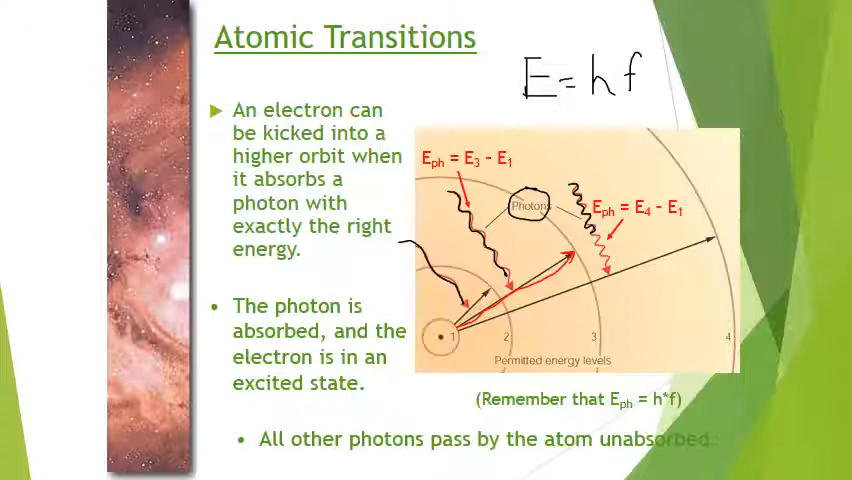 Atomic Transitions
E = hf
An electron can
be kicked into a
higher orbit when
it absorbs a
photon with
exactly the right
energy.
Eph = E3 - E1
Photons
Eph = E4 - E1
1
2
3
4
Permitted energy levels
The photon is
absorbed, and the
electron is in an
excited state.
(Remember that Eph = h*f)
All other photons pass by the atom unabsorbed.